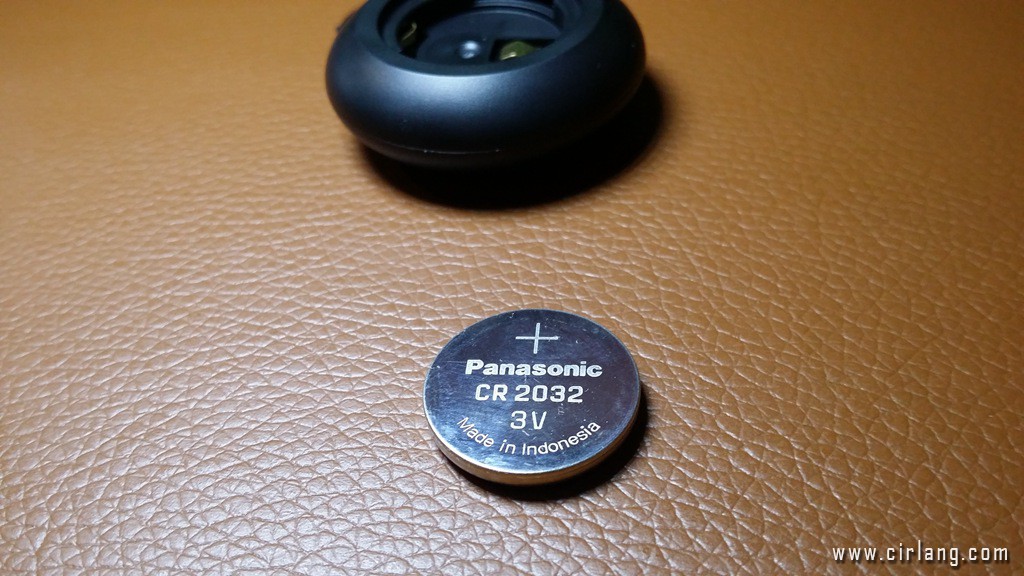 +
Panasonic
CR 2032
3V
Made in Indonesia
www.cirlang.com